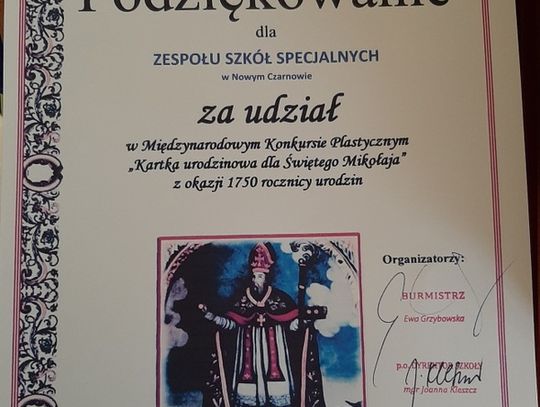 Podziękowanie
dla
ZESPOŁU SZKÓŁ SPECJALNYCH
w Nowym Czarnowie
za udział
w Międzynarodowym Konkursie Plastycznym
„Kartka urodzinowa dla Świętego Mikołaja”
z okazji 1750 rocznicy urodzin
Organizatorzy:
BURMISTRZ
Ewa Grzybowska
p.o. DYREKTOR SZKOŁY
mgr Joanna Kleszcz